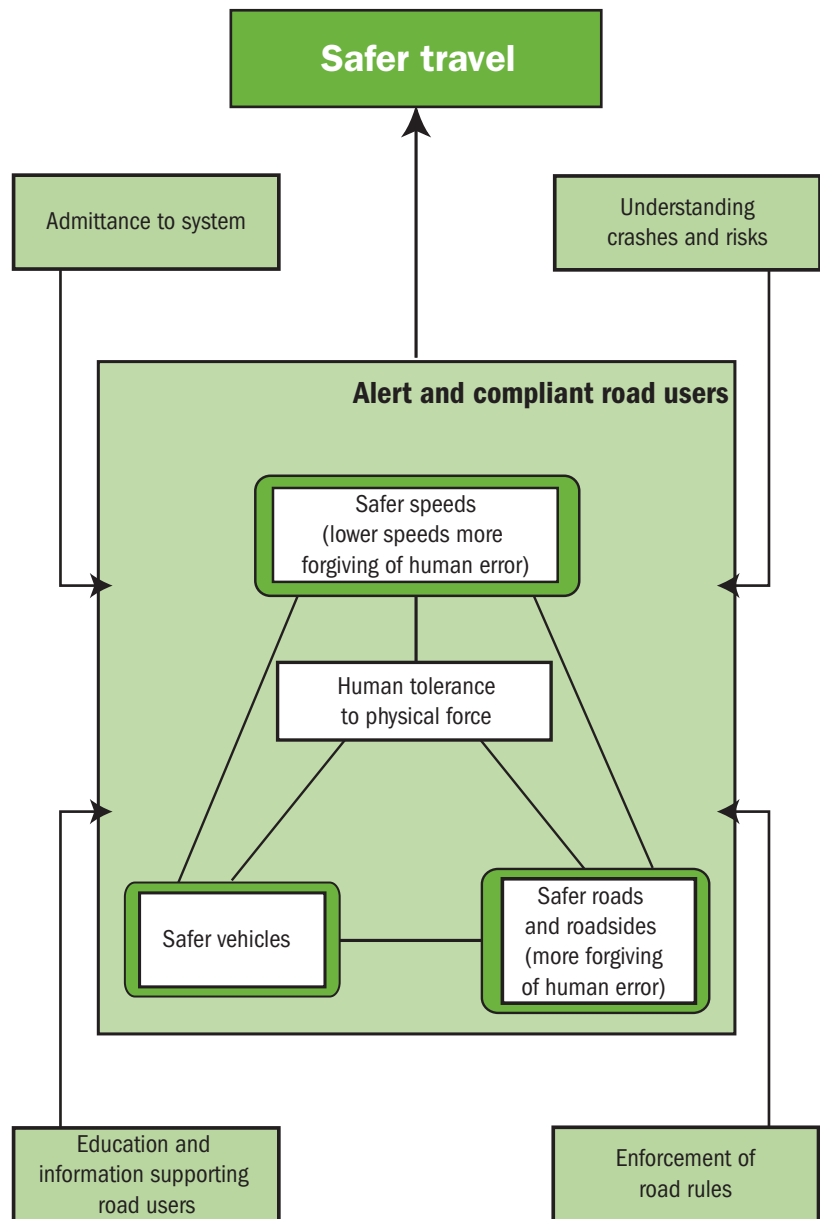 Safer travel
Admittance to system
Understanding
crashes and risks
Alert and compliant road users
Safer speeds
(lower speeds more
forgiving of human error)
Human tolerance
to physical force
Safer vehicles
Safer roads
and roadsides
(more forgiving
of human error)
Education and
information supporting
road users
Enforcement of
road rules